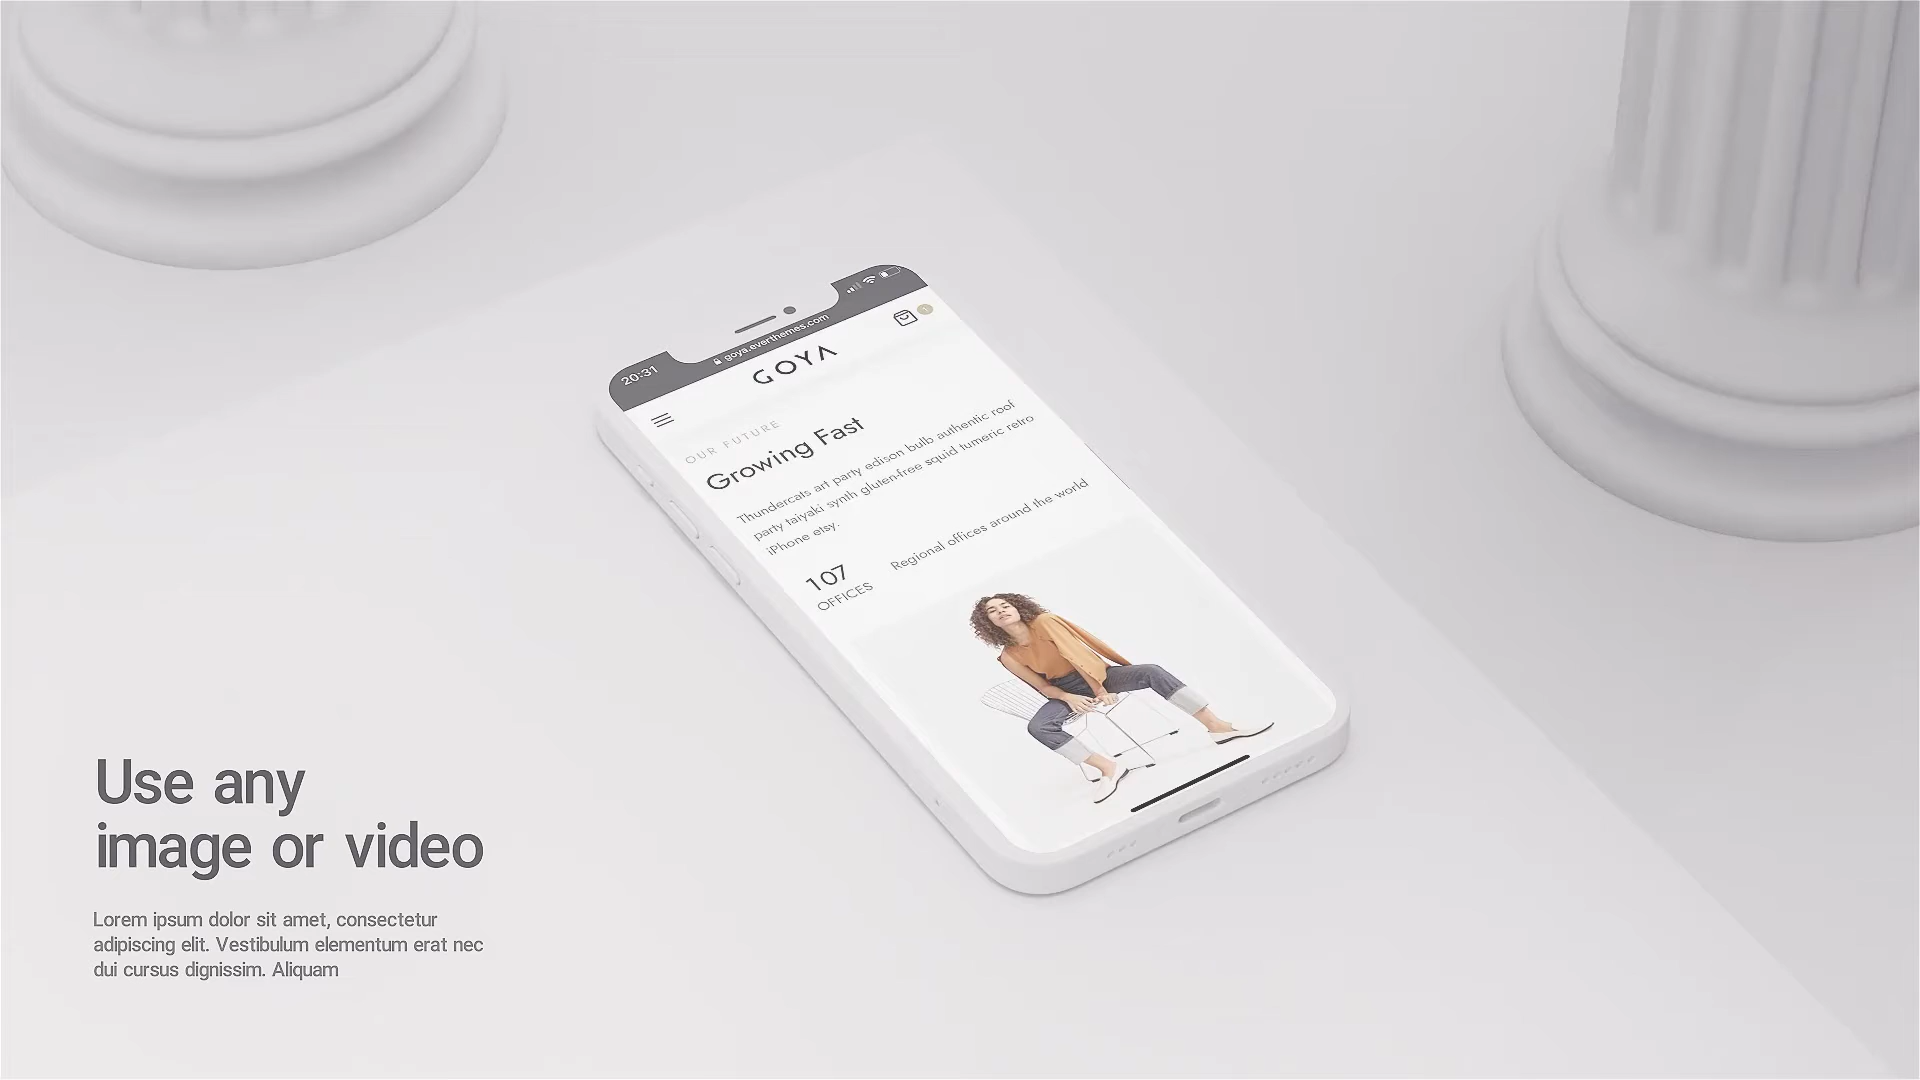 20:31
goya.everthemes.com
GOYA
OUR FUTURE
Growing Fast
Thundercats art party edison bulb authentic roof
party taiyaki synth gluten-free squid tumeric retro
iPhone etsy.
107
OFFICES
Regional offices around the world
Use any
image or video
Lorem ipsum dolor sit amet, consectetur
adipiscing elit. Vestibulum elementum erat nec
dui cursus dignissim. Aliquam